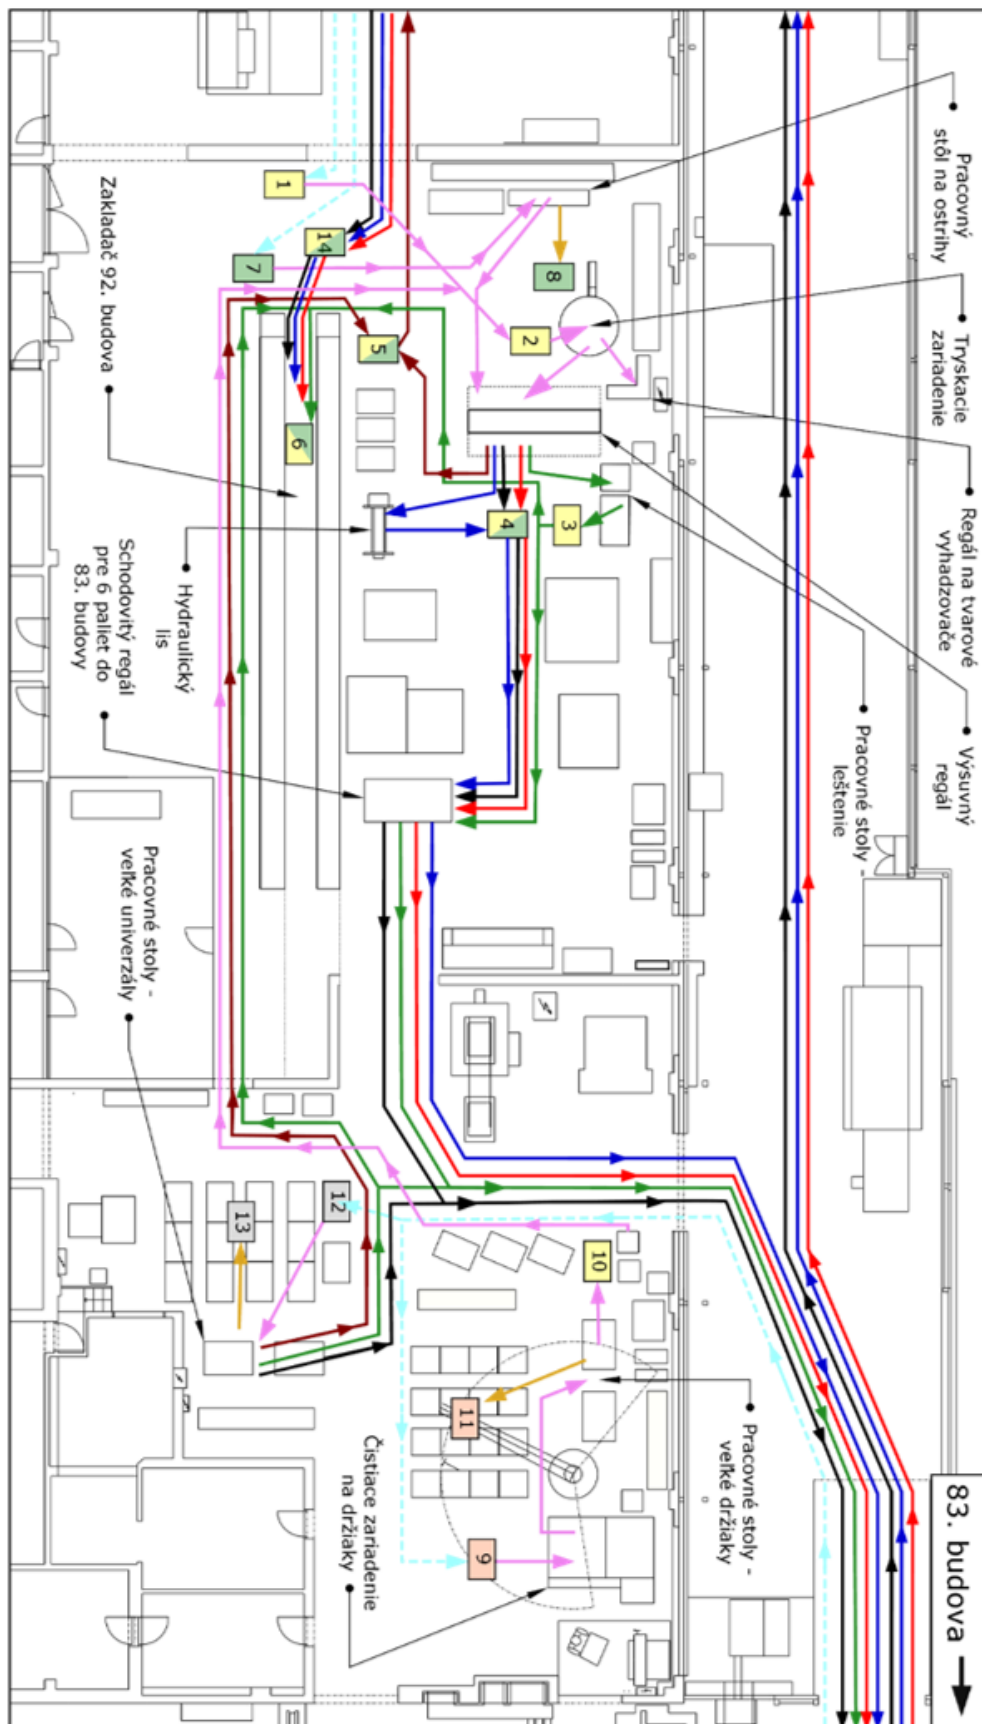 Pracovný
stôl na ostrihy
Tryskacie
zariadenie
Regál na tvarové
vyhadzovače
Výsuvný
regál
Pracovné stoly -
leštenie
83. budova
1
14
7
8
2
5
6
4
3
Zakladač 92. budova
Schodovitý regál
pre 6 paliet do
83. budovy
Hydraulický
lis
Pracovné stoly -
veľké univerzály
12
13
10
11
9
Pracovné stoly -
veľké držiaky
Čistiace zariadenie
na držiaky